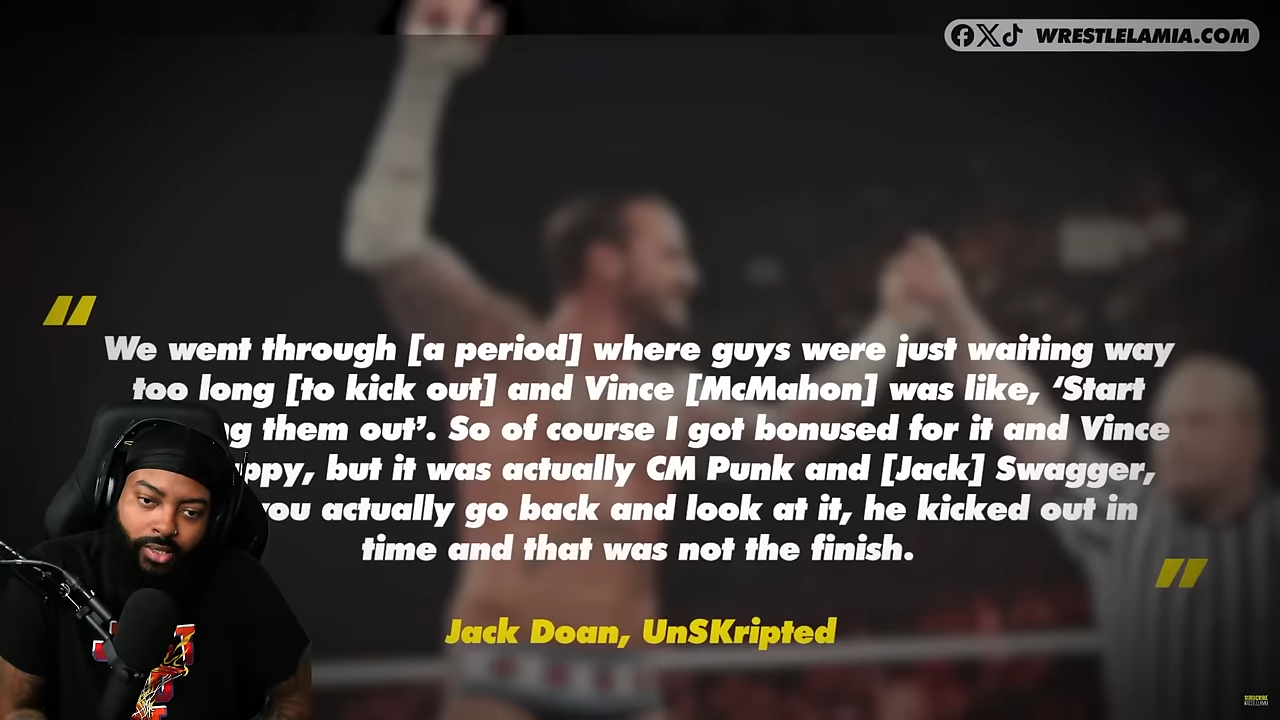 WRESTLELAMIA.COM
"
We went through [a period] where guys were just waiting way
too long [to kick out] and Vince [McMahon] was like, ‘Start
them out’. So of course I got bonused for it and Vince
but it was actually CM Punk and [Jack] Swagger,
you actually go back and look at it, he kicked out in
time and that was not the finish.
"
Jack Doan, UnSKripted
SUBSCRIBE
WRESTLELAMIA